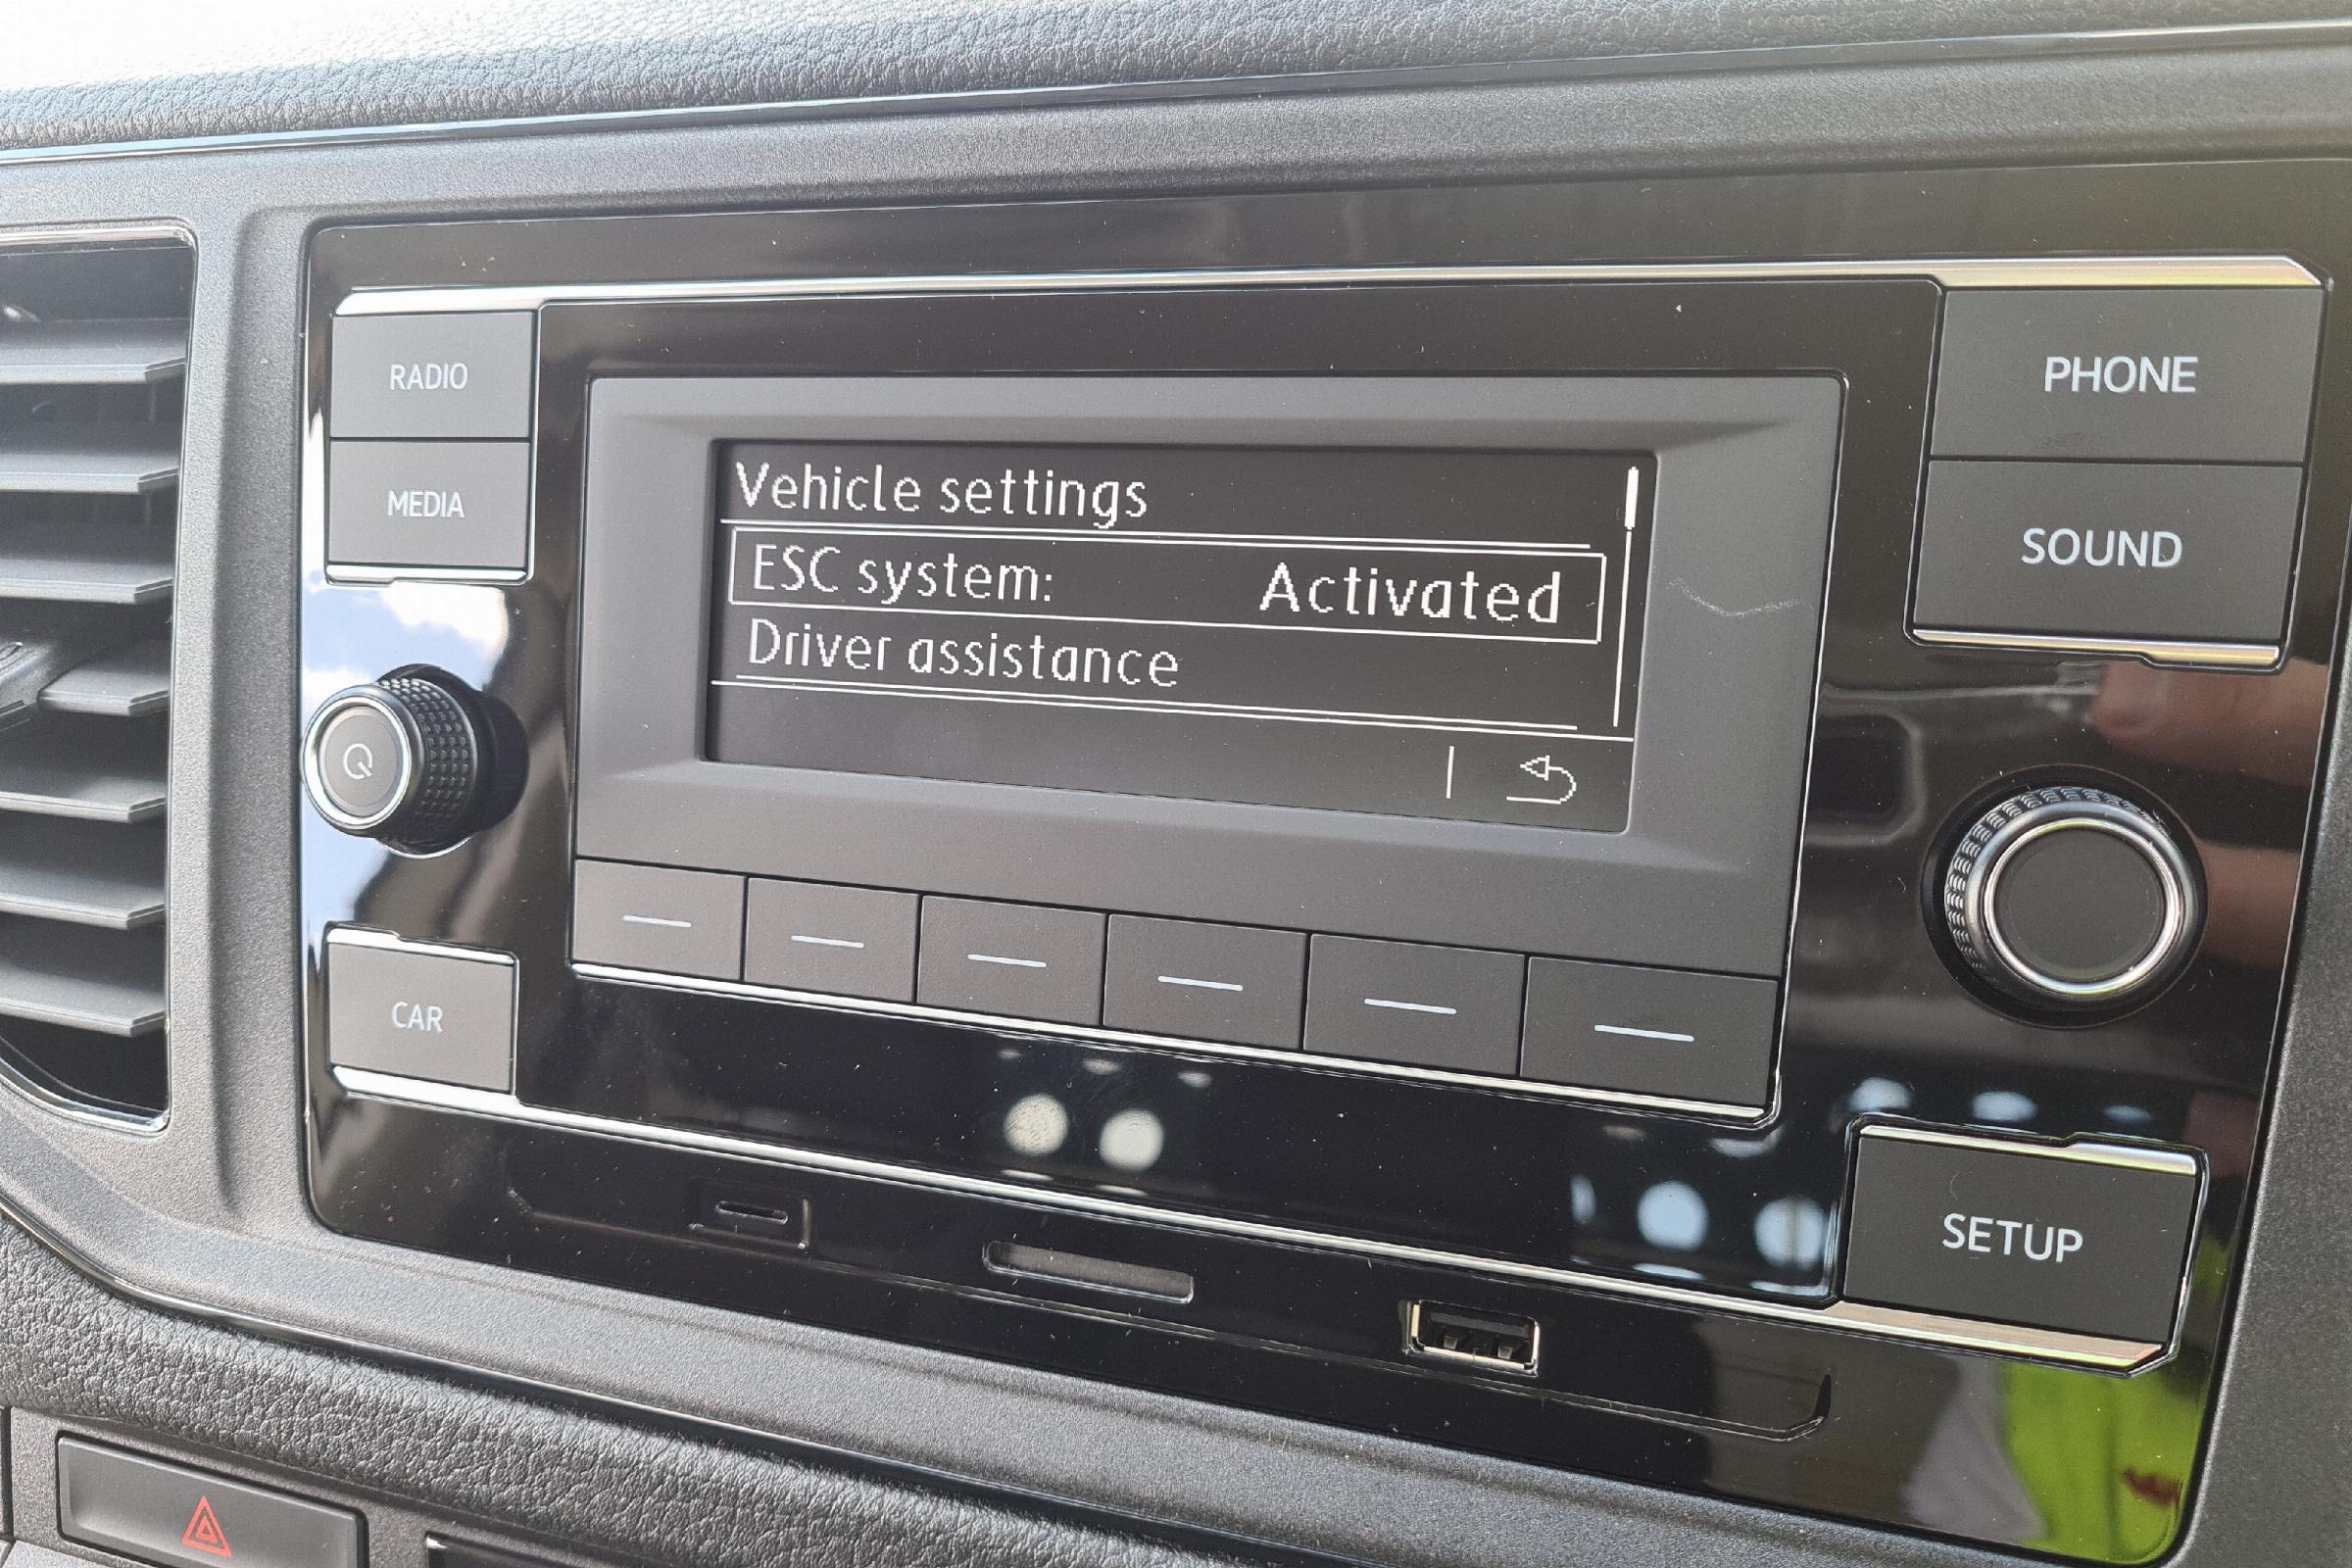 RADIO
MEDIA
CAR
Vehicle settings
ESC system: Activated
Driver assistance
PHONE
SOUND
SETUP